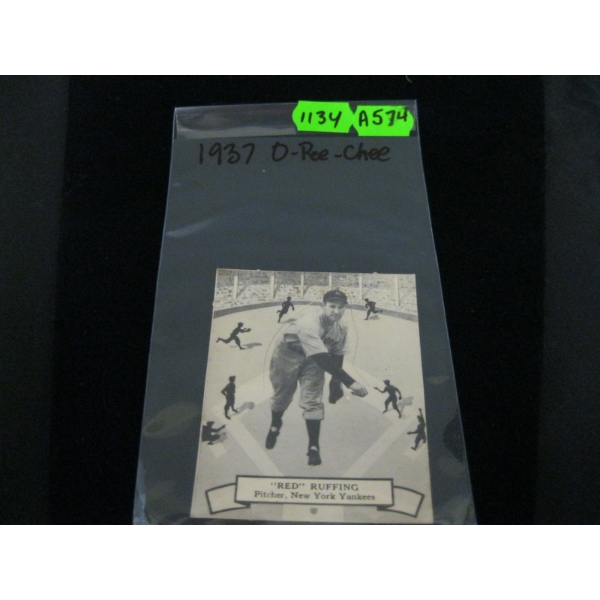 1134 A574
1937 O-Pee-Chee
"RED" RUFFING
Pitcher, New York Yankees